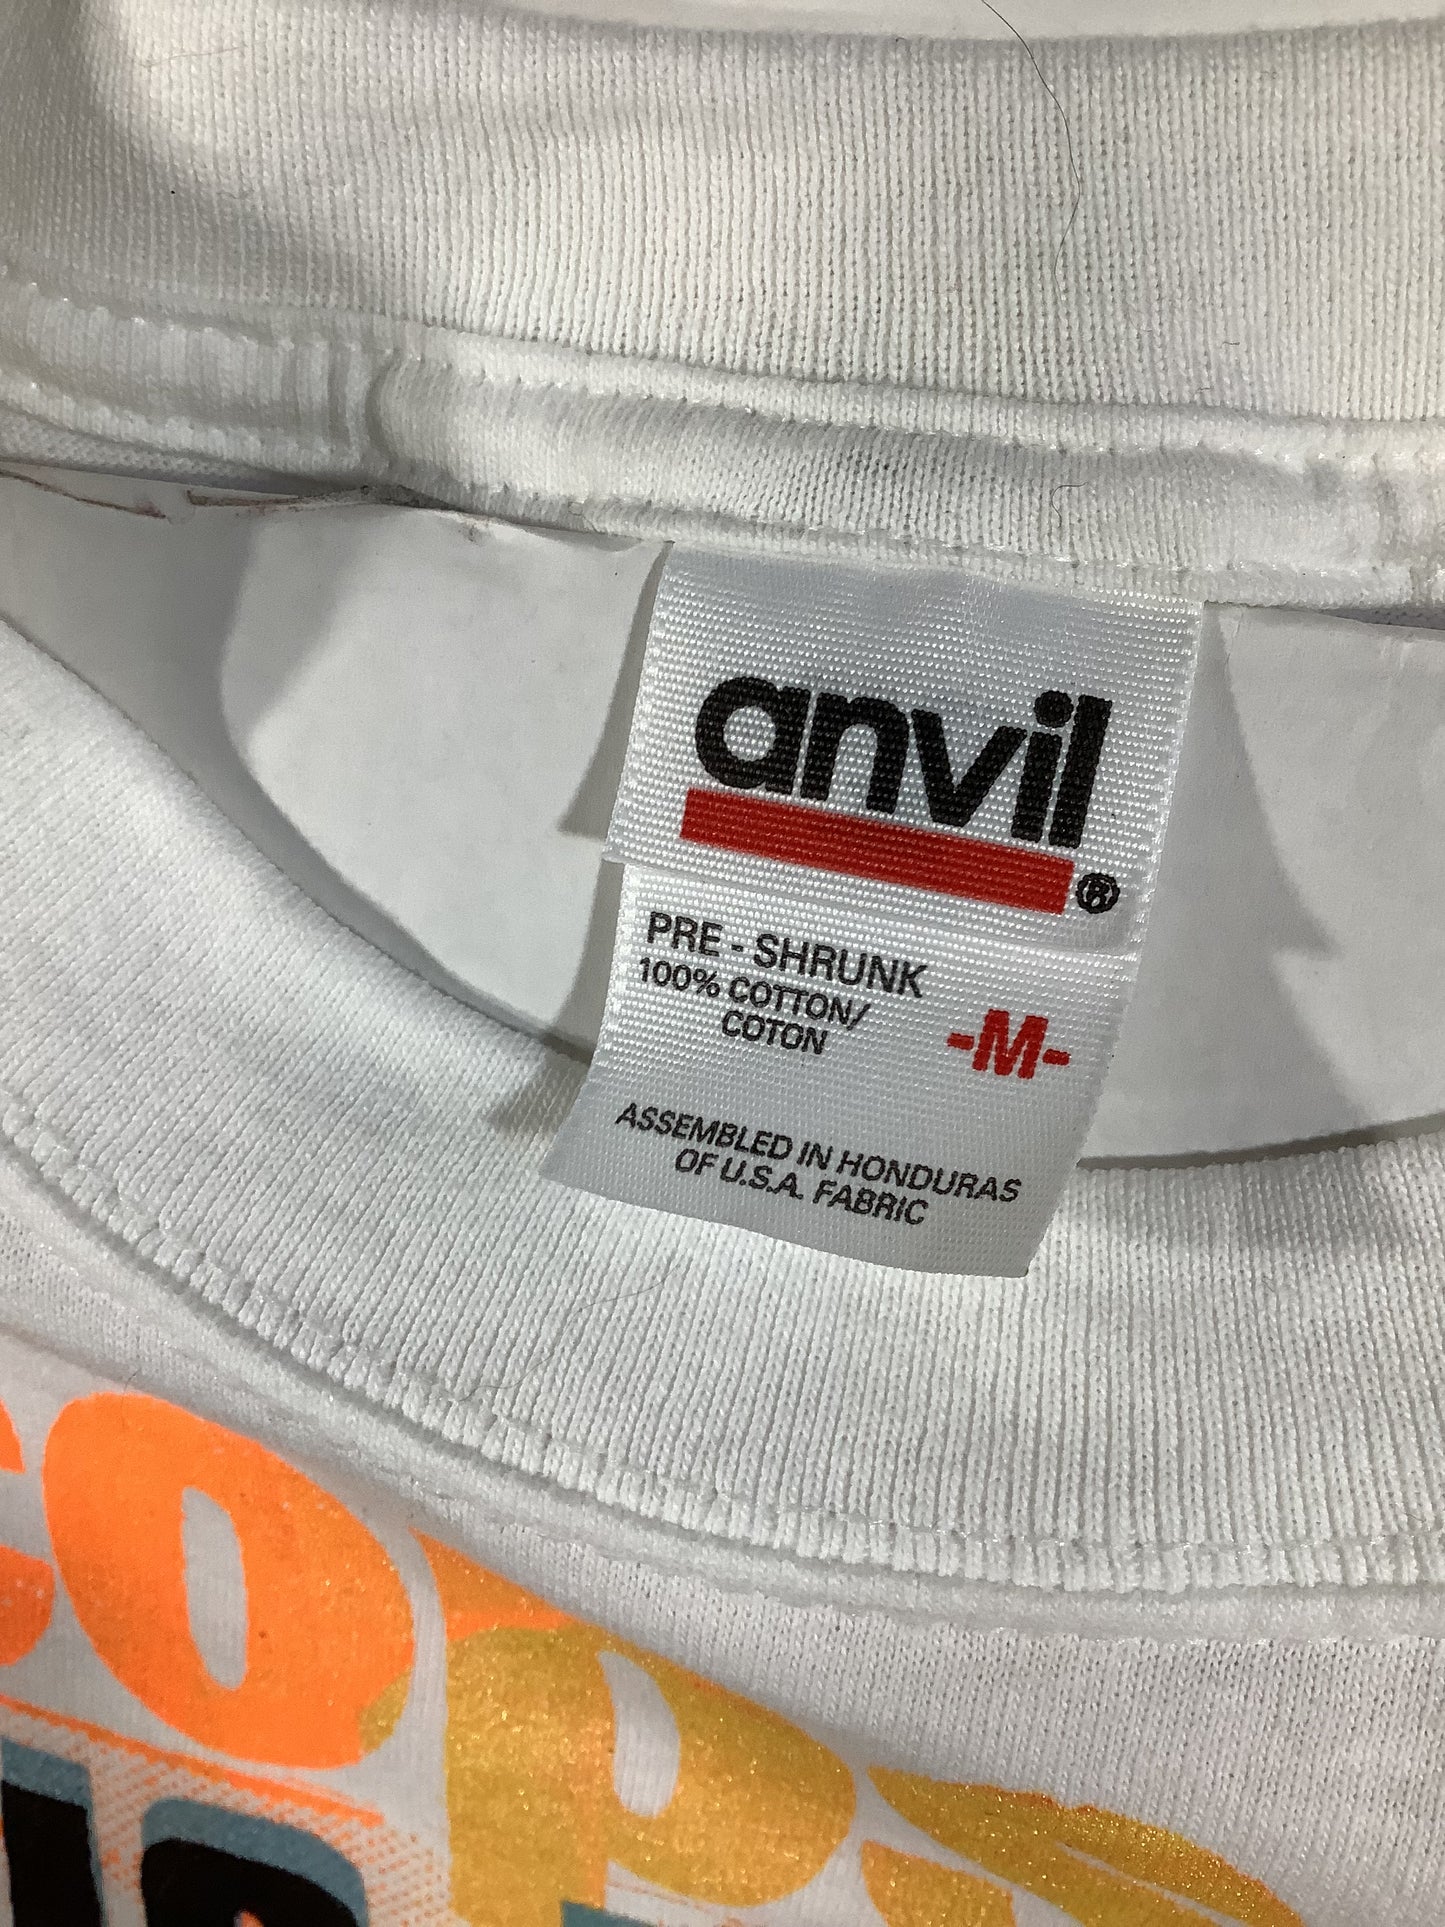 anvil
®
PRE - SHRUNK
100% COTTON/
COTON
-M-
ASSEMBLED IN HONDURAS
OF U.S.A. FABRIC